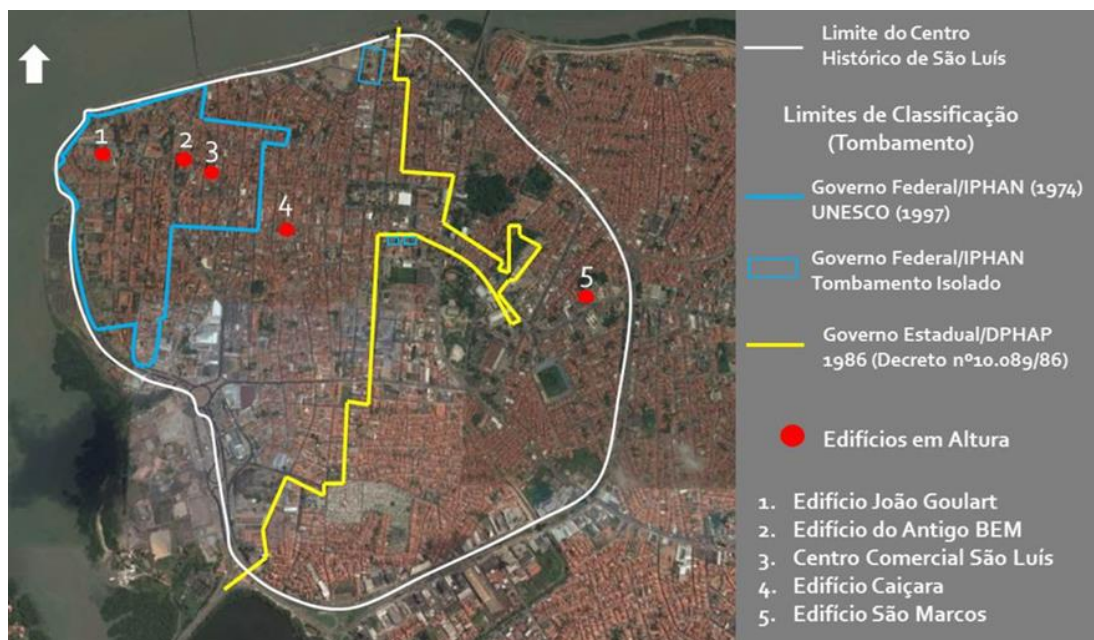 1
2
3
4
5
Limite do Centro
Histórico de São Luís
Limites de Classificação
(Tombamento)
Governo Federal/IPHAN (1974)
UNESCO (1997)
Governo Federal/IPHAN
Tombamento Isolado
Governo Estadual/DPHAP
1986 (Decreto nº10.089/86)
Edifícios em Altura
1. Edifício João Goulart
2. Edifício do Antigo BEM
3. Centro Comercial São Luís
4. Edifício Caiçara
5. Edifício São Marcos